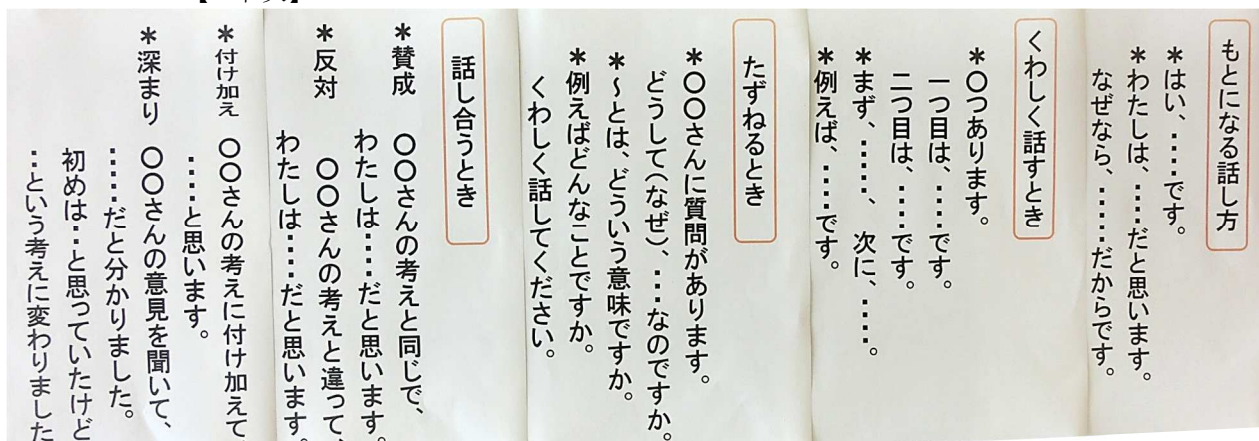 もとになる話し方
＊はい、‥‥です。
＊わたしは、‥‥だと思います。
なぜなら、‥‥だからです。
くわしく話すとき
＊〇つあります。
一つ目は、‥‥です。
二つ目は、‥‥です。
＊まず、‥‥、次に、‥‥。
＊例えば、‥‥です。
たずねるとき
＊〇〇さんに質問があります。
どうして(なぜ)、‥‥なのですか。
＊～とは、どういう意味ですか。
＊例えばどんなことですか。
くわしく話してください。
話し合うとき
＊賛成 〇〇さんの考えと同じで、
わたしは‥‥だと思います。
＊反対 〇〇さんの考えと違って、
わたしは‥‥だと思います。
＊付け加え 〇〇さんの考えに付け加えて
‥‥と思います。
＊深まり 〇〇さんの意見を聞いて、
‥‥だと分かりました。
初めは‥と思っていたけど
‥という考えに変わりました